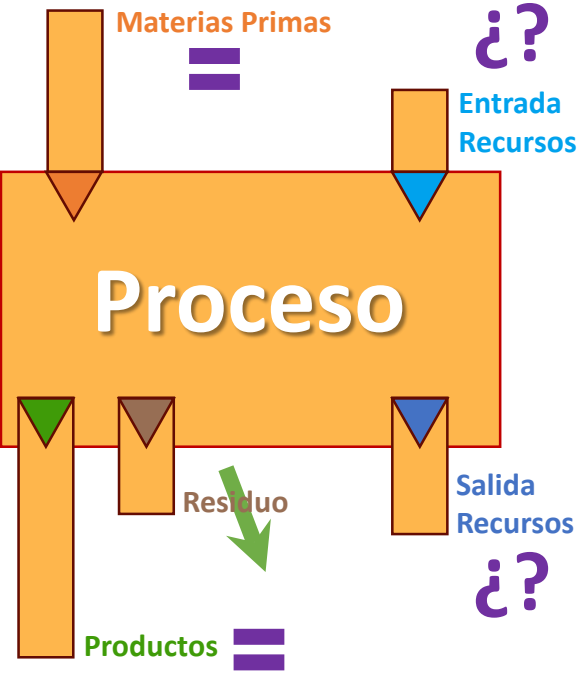 Materias Primas
=
¿?
Entrada
Recursos
Proceso
Residuo
Salida
Recursos
¿?
Productos
=